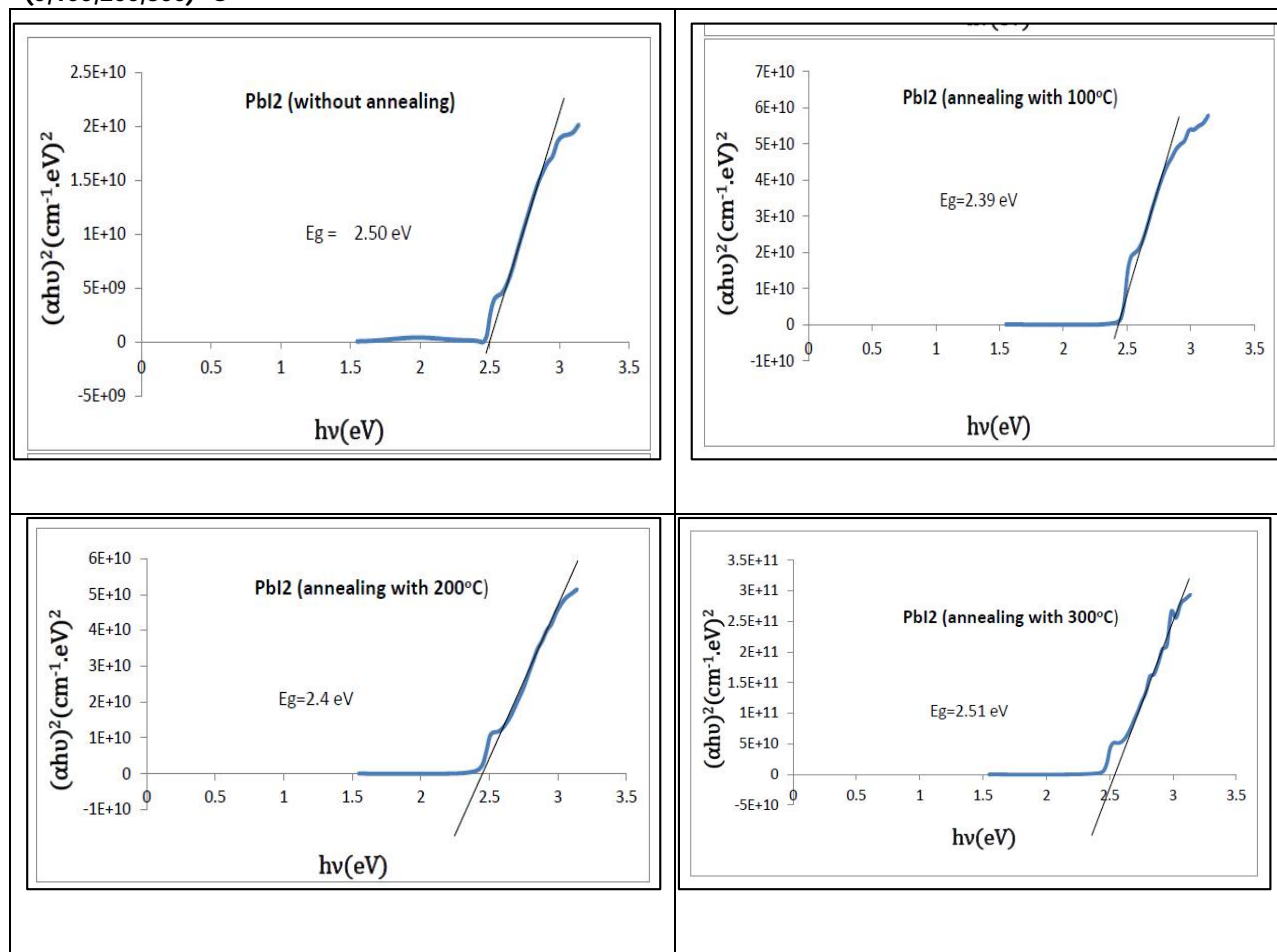 PbI2 (without annealing)
2.5E+10
2E+10
1.5E+10
1E+10
5E+09
0
-5E+09
(αhυ)²(cm⁻¹.eV)²
Eg = 2.50 eV
0 0.5 1 1.5 2 2.5 3 3.5
hv(eV)
PbI2 (annealing with 100°C)
7E+10
6E+10
5E+10
4E+10
3E+10
2E+10
1E+10
0
-1E+10
(αhυ)²(cm⁻¹.eV)²
Eg=2.39 eV
0 0.5 1 1.5 2 2.5 3 3.5
hv(eV)
PbI2 (annealing with 200°C)
6E+10
5E+10
4E+10
3E+10
2E+10
1E+10
0
-1E+10
(αhυ)²(cm⁻¹.eV)²
Eg=2.4 eV
0 0.5 1 1.5 2 2.5 3 3.5
hv(eV)
PbI2 (annealing with 300°C)
3.5E+11
3E+11
2.5E+11
2E+11
1.5E+11
1E+11
5E+10
0
-5E+10
(αhυ)²(cm⁻¹.eV)²
Eg=2.51 eV
0 0.5 1 1.5 2 2.5 3 3.5
hv(eV)